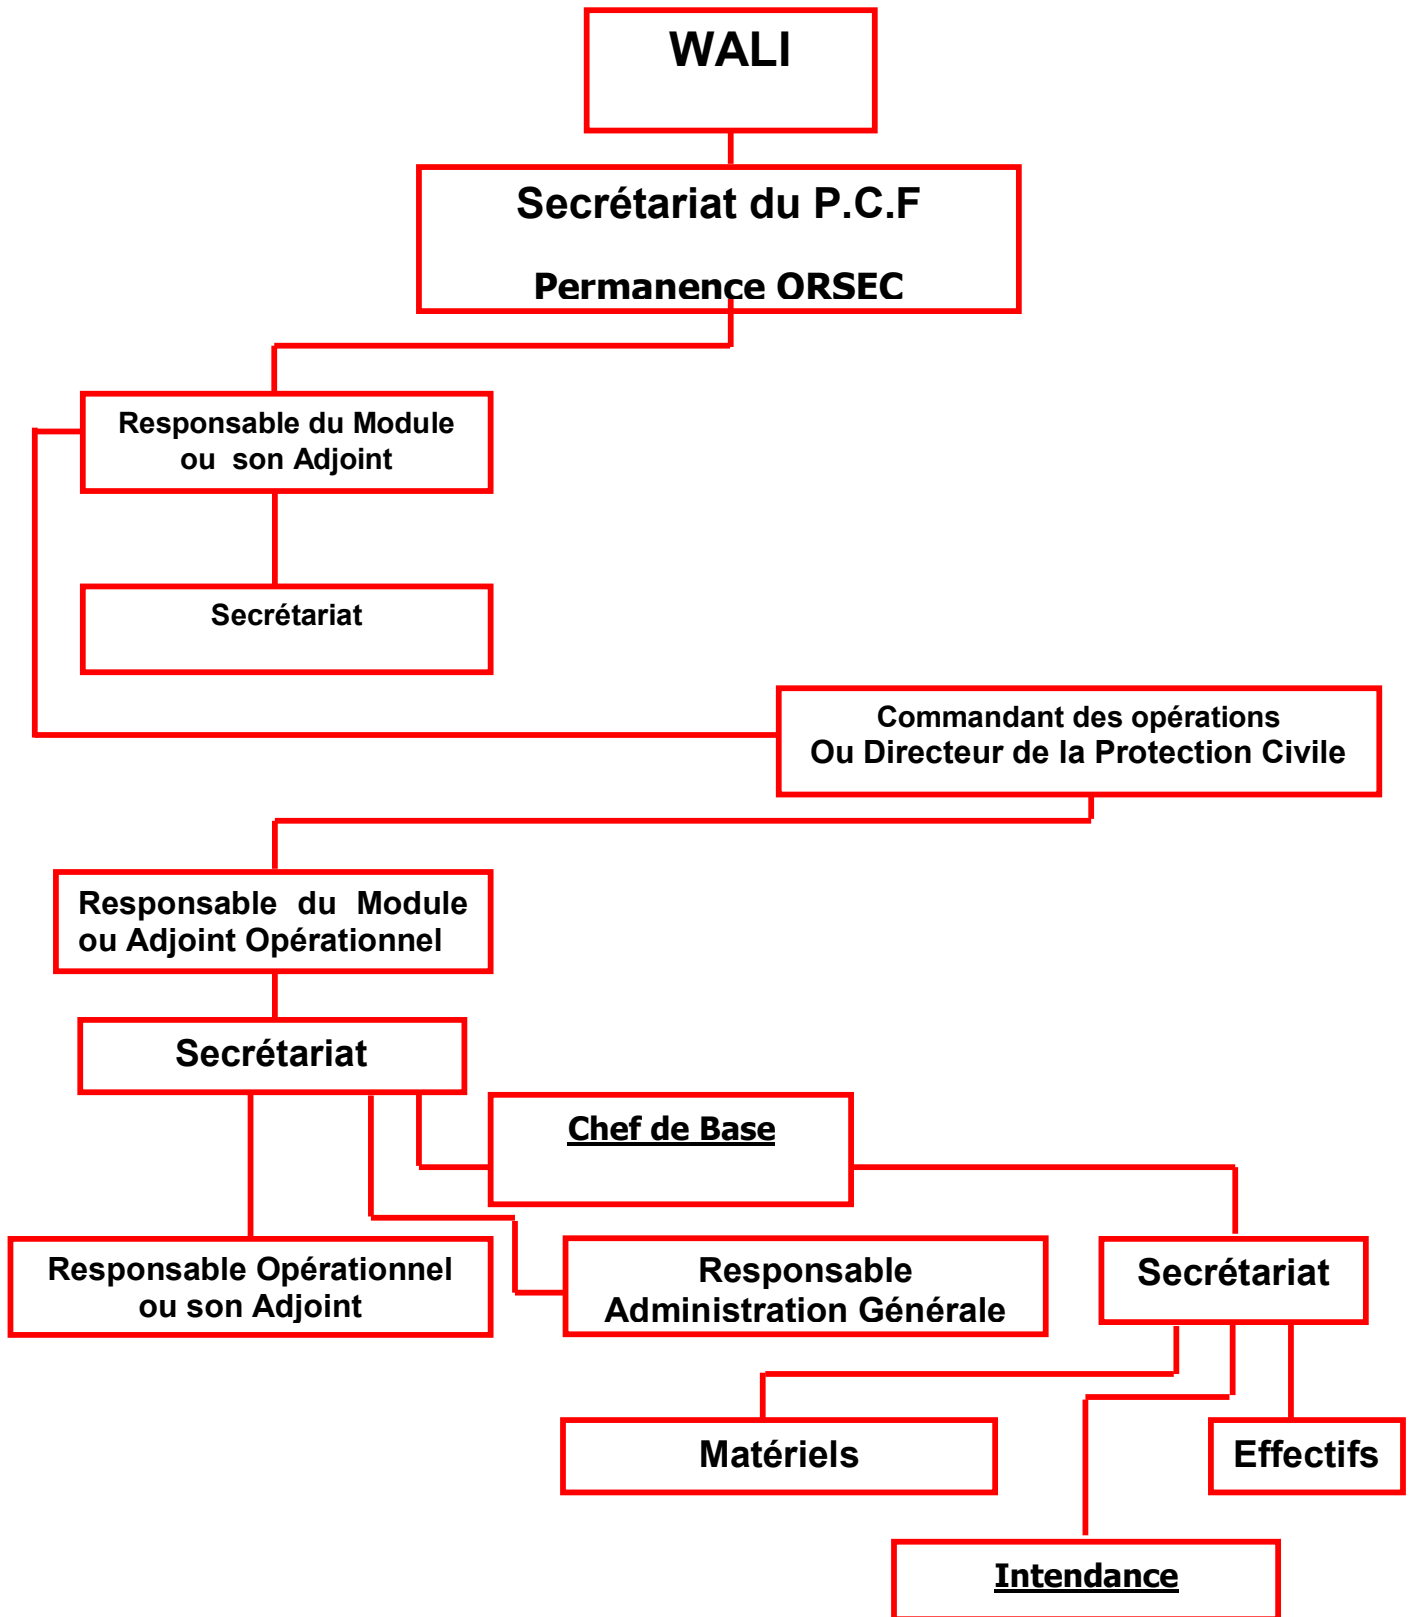 WALI
Secrétariat du P.C.F
Permanence ORSEC
Responsable du Module
ou son Adjoint
Secrétariat
Commandant des opérations
Ou Directeur de la Protection Civile
Responsable du Module
ou Adjoint Opérationnel
Secrétariat
Chef de Base
Responsable Opérationnel
ou son Adjoint
Responsable
Administration Générale
Secrétariat
Matériels
Effectifs
Intendance